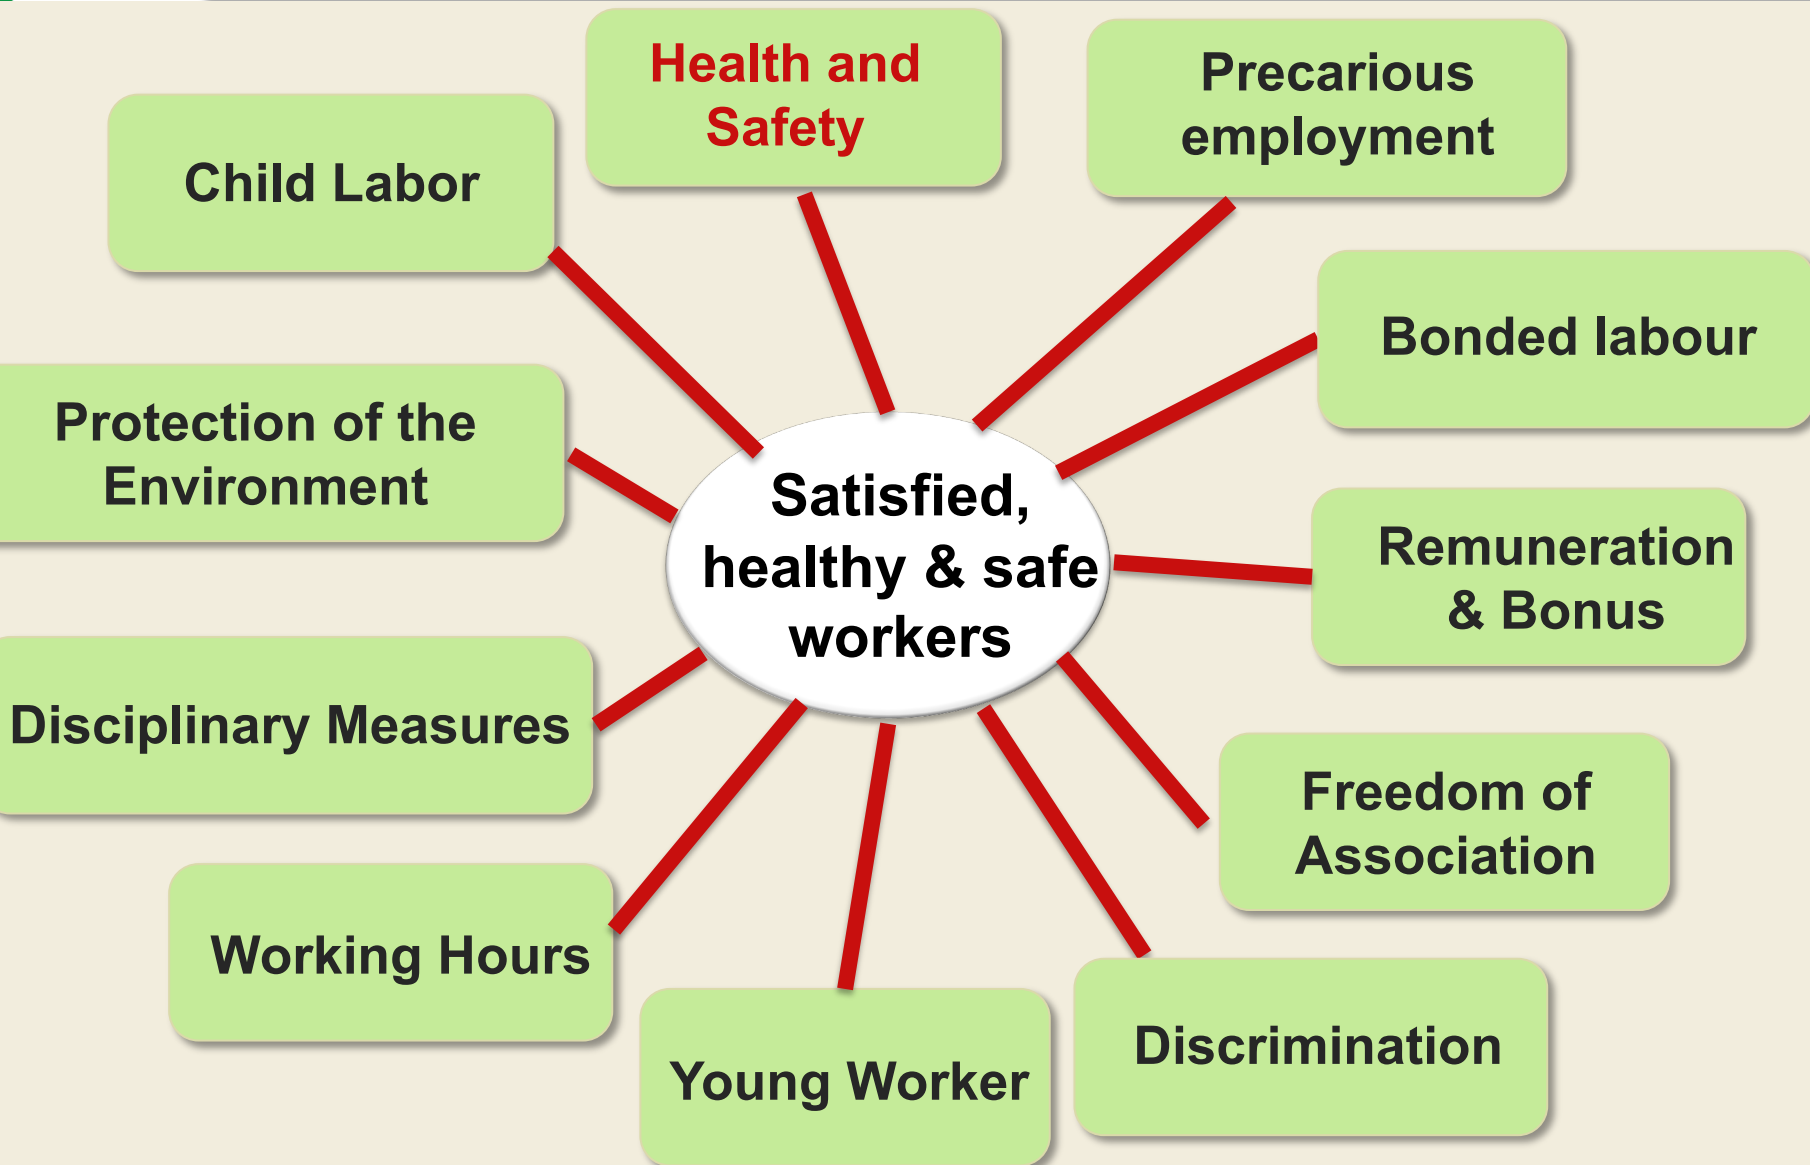 Health and
Safety
Precarious
employment
Child Labor
Bonded labour
Protection of the
Environment
Satisfied,
healthy & safe
workers
Remuneration
& Bonus
Disciplinary Measures
Freedom of
Association
Working Hours
Young Worker
Discrimination